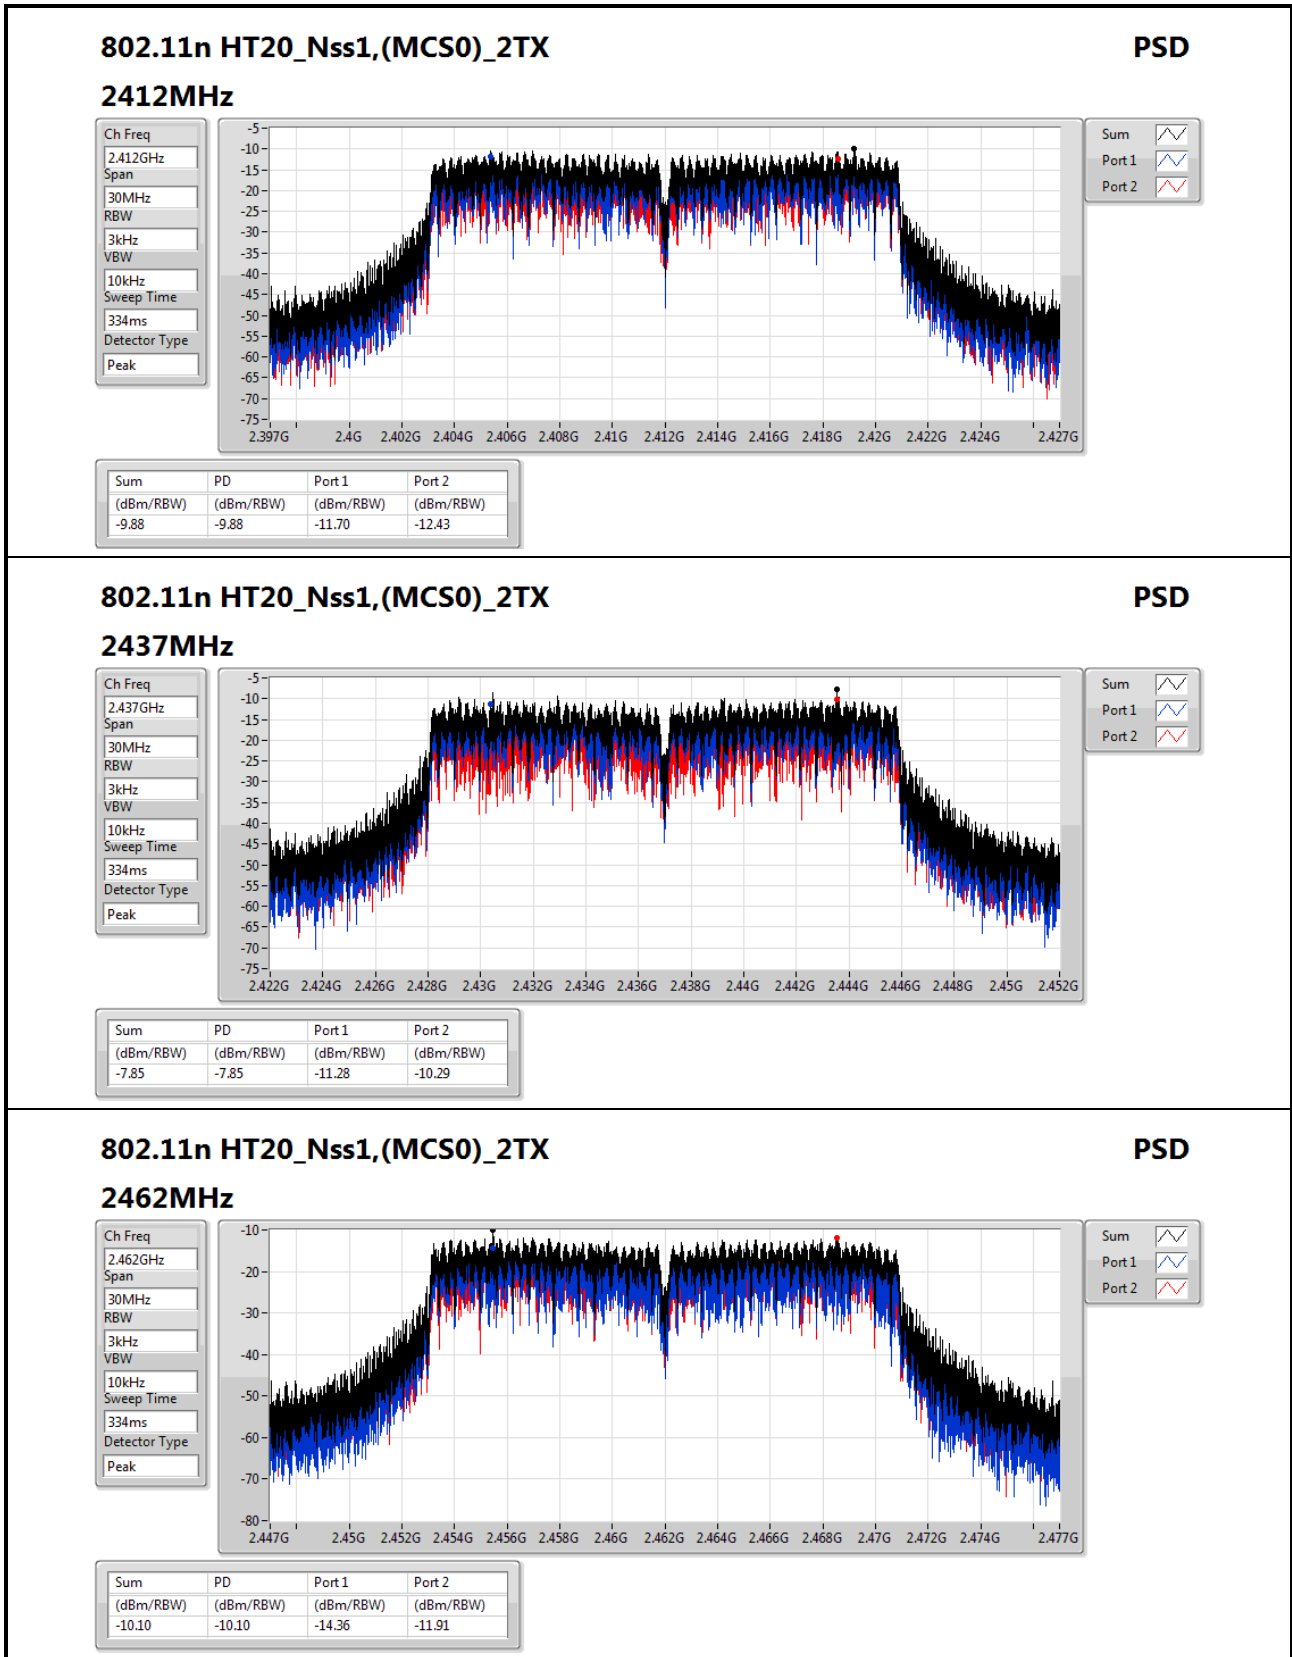 802.11n HT20_Nss1,(MCS0)_2TX PSD
2412MHz
Ch Freq
2.412GHz
Span
30MHz
RBW
3kHz
VBW
10kHz
Sweep Time
334ms
Detector Type
Peak
-5
-10
-15
-20
-25
-30
-35
-40
-45
-50
-55
-60
-65
-70
-75
2.397G 2.4G 2.402G 2.404G 2.406G 2.408G 2.41G 2.412G 2.414G 2.416G 2.418G 2.42G 2.422G 2.424G 2.427G
Sum
Port 1
Port 2
Sum PD Port 1 Port 2
(dBm/RBW) (dBm/RBW) (dBm/RBW) (dBm/RBW)
-9.88 -9.88 -11.70 -12.43
802.11n HT20_Nss1,(MCS0)_2TX PSD
2437MHz
Ch Freq
2.437GHz
Span
30MHz
RBW
3kHz
VBW
10kHz
Sweep Time
334ms
Detector Type
Peak
-5
-10
-15
-20
-25
-30
-35
-40
-45
-50
-55
-60
-65
-70
-75
2.422G 2.424G 2.426G 2.428G 2.43G 2.432G 2.434G 2.436G 2.438G 2.44G 2.442G 2.444G 2.446G 2.448G 2.45G 2.452G
Sum
Port 1
Port 2
Sum PD Port 1 Port 2
(dBm/RBW) (dBm/RBW) (dBm/RBW) (dBm/RBW)
-7.85 -7.85 -11.28 -10.29
802.11n HT20_Nss1,(MCS0)_2TX PSD
2462MHz
Ch Freq
2.462GHz
Span
30MHz
RBW
3kHz
VBW
10kHz
Sweep Time
334ms
Detector Type
Peak
-10
-20
-30
-40
-50
-60
-70
-80
2.447G 2.45G 2.452G 2.454G 2.456G 2.458G 2.46G 2.462G 2.464G 2.466G 2.468G 2.47G 2.472G 2.474G 2.477G
Sum
Port 1
Port 2
Sum PD Port 1 Port 2
(dBm/RBW) (dBm/RBW) (dBm/RBW) (dBm/RBW)
-10.10 -10.10 -14.36 -11.91